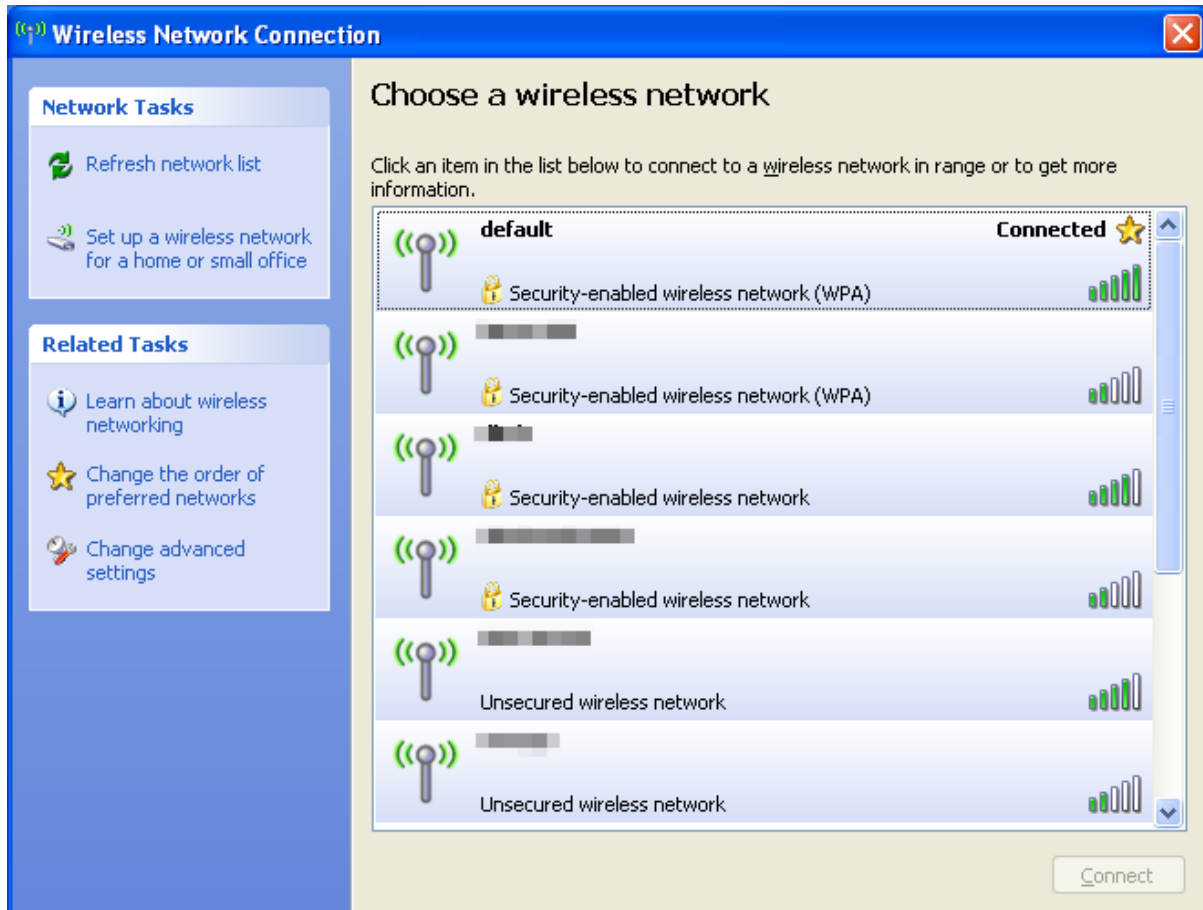 Wireless Network Connection
Network Tasks
Refresh network list
Set up a wireless network
for a home or small office
Related Tasks
Learn about wireless
networking
Change the order of
preferred networks
Change advanced
settings
Choose a wireless network
Click an item in the list below to connect to a wireless network in range or to get more
information.
default Connected
Security-enabled wireless network (WPA)
Security-enabled wireless network (WPA)
Security-enabled wireless network
Security-enabled wireless network
Unsecured wireless network
Unsecured wireless network
Connect